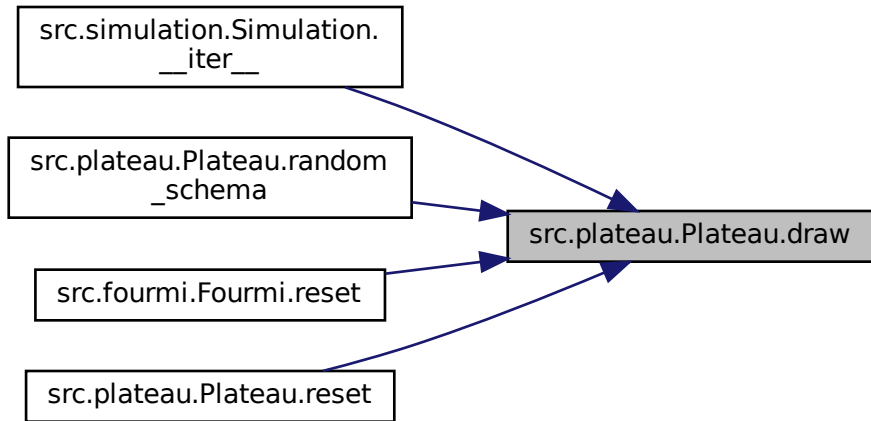 src.simulation.Simulation.
__iter__
src.plateau.Plateau.random
_schema
src.plateau.Plateau.draw
src.fourmi.Fourmi.reset
src.plateau.Plateau.reset